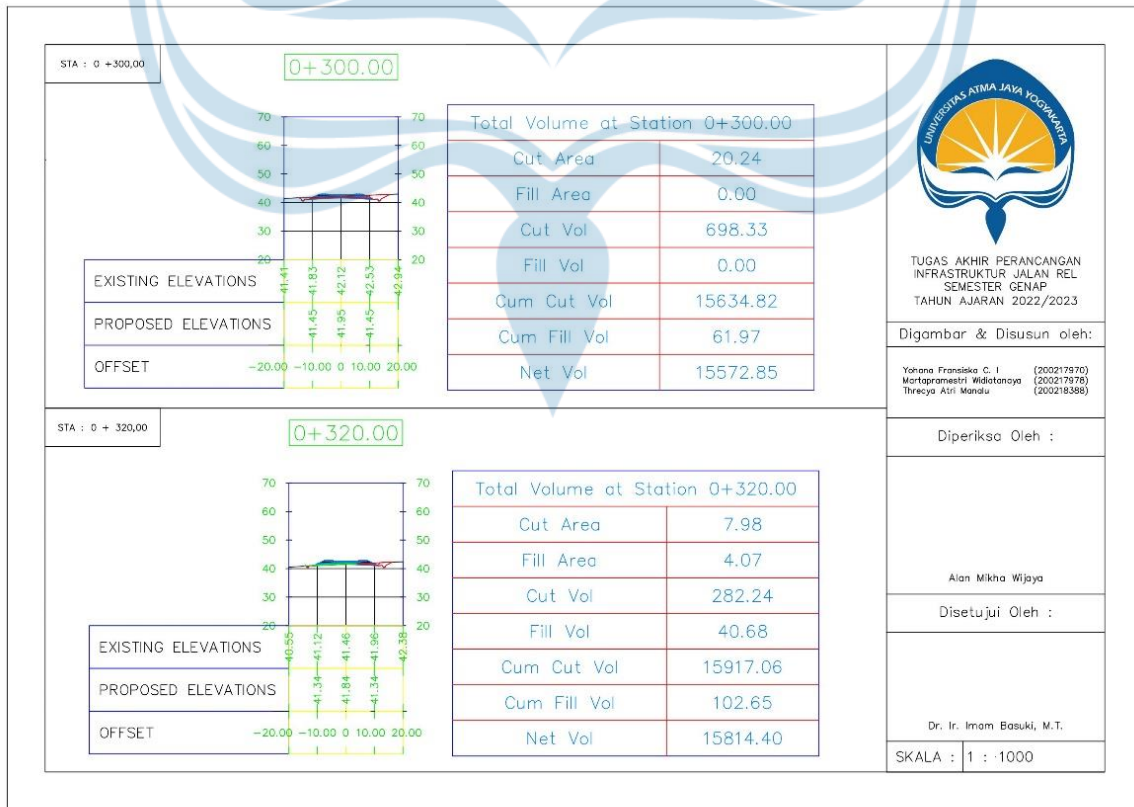 STA : 0 +300,00
0+300.00
70 70
60 60
50 50
40 40
30 30
20 20
EXISTING ELEVATIONS 41.41 41.83 42.12 42.53 42.94
PROPOSED ELEVATIONS 41.45 41.95 41.45
OFFSET -20.00 -10.00 0 10.00 20.00
Total Volume at Station 0+300.00
Cut Area 20.24
Fill Area 0.00
Cut Vol 698.33
Fill Vol 0.00
Cum Cut Vol 15634.82
Cum Fill Vol 61.97
Net Vol 15572.85
STA : 0 + 320,00
0+320.00
70 70
60 60
50 50
40 40
30 30
20 20
EXISTING ELEVATIONS 40.55 41.12 41.46 41.96 42.38
PROPOSED ELEVATIONS 41.34 41.84 41.34
OFFSET -20.00 -10.00 0 10.00 20.00
Total Volume at Station 0+320.00
Cut Area 7.98
Fill Area 4.07
Cut Vol 282.24
Fill Vol 40.68
Cum Cut Vol 15917.06
Cum Fill Vol 102.65
Net Vol 15814.40
UNIVERSITAS ATMA JAYA YOGYAKARTA
TUGAS AKHIR PERANCANGAN
INFRASTRUKTUR JALAN REL
SEMESTER GENAP
TAHUN AJARAN 2022/2023
Digambar & Disusun oleh:
Yohana Fransiska C. I (200217970)
Martapramestri Widiatanaya (200217978)
Threcya Atri Manalu (200218388)
Diperiksa Oleh :
Alan Mikha Wijaya
Disetujui Oleh :
Dr. Ir. Imam Basuki, M.T.
SKALA : 1 : 1000